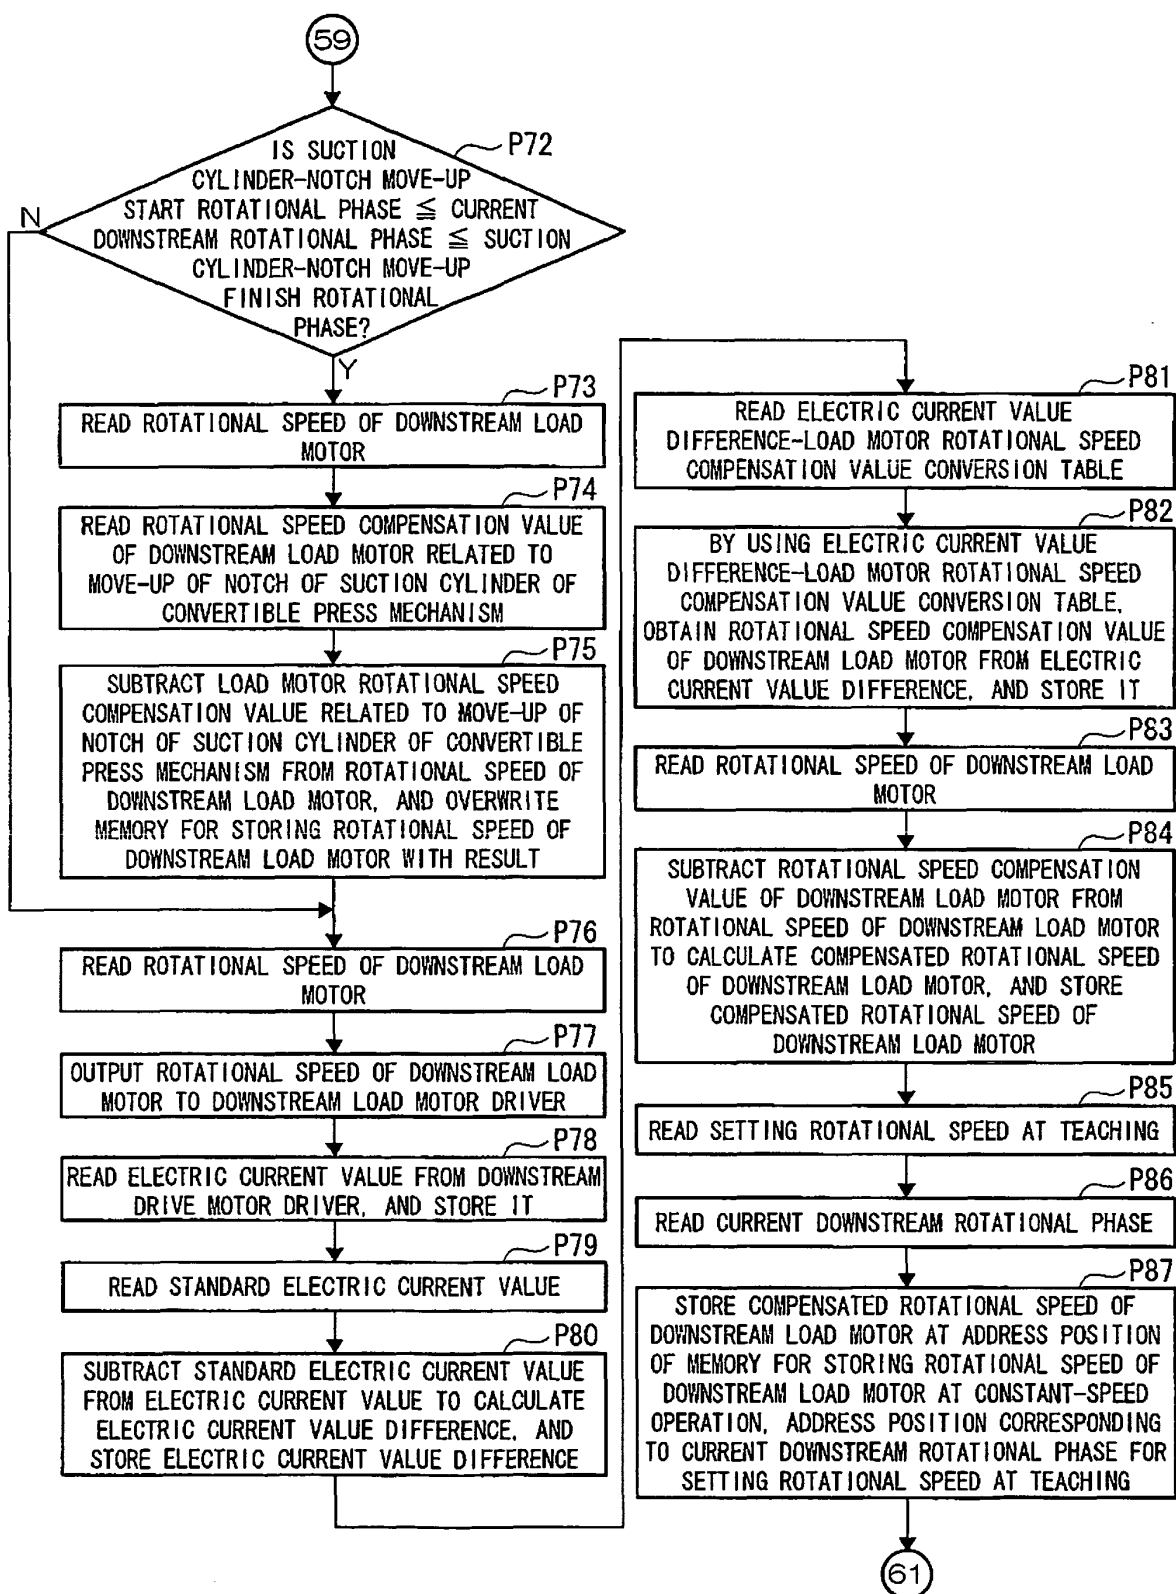 59
P72
IS SUCTION
CYLINDER-NOTCH MOVE-UP
START ROTATIONAL PHASE ≦ CURRENT
DOWNSTREAM ROTATIONAL PHASE ≦ SUCTION
CYLINDER-NOTCH MOVE-UP
FINISH ROTATIONAL
PHASE?
N
Y
P73
READ ROTATIONAL SPEED OF DOWNSTREAM LOAD
MOTOR
P74
READ ROTATIONAL SPEED COMPENSATION VALUE
OF DOWNSTREAM LOAD MOTOR RELATED TO
MOVE-UP OF NOTCH OF SUCTION CYLINDER OF
CONVERTIBLE PRESS MECHANISM
P75
SUBTRACT LOAD MOTOR ROTATIONAL SPEED
COMPENSATION VALUE RELATED TO MOVE-UP OF
NOTCH OF SUCTION CYLINDER OF CONVERTIBLE
PRESS MECHANISM FROM ROTATIONAL SPEED OF
DOWNSTREAM LOAD MOTOR, AND OVERWRITE
MEMORY FOR STORING ROTATIONAL SPEED OF
DOWNSTREAM LOAD MOTOR WITH RESULT
P76
READ ROTATIONAL SPEED OF DOWNSTREAM LOAD
MOTOR
P77
OUTPUT ROTATIONAL SPEED OF DOWNSTREAM LOAD
MOTOR TO DOWNSTREAM LOAD MOTOR DRIVER
P78
READ ELECTRIC CURRENT VALUE FROM DOWNSTREAM
DRIVE MOTOR DRIVER, AND STORE IT
P79
READ STANDARD ELECTRIC CURRENT VALUE
P80
SUBTRACT STANDARD ELECTRIC CURRENT VALUE
FROM ELECTRIC CURRENT VALUE TO CALCULATE
ELECTRIC CURRENT VALUE DIFFERENCE, AND
STORE ELECTRIC CURRENT VALUE DIFFERENCE
P81
READ ELECTRIC CURRENT VALUE
DIFFERENCE-LOAD MOTOR ROTATIONAL SPEED
COMPENSATION VALUE CONVERSION TABLE
P82
BY USING ELECTRIC CURRENT VALUE
DIFFERENCE-LOAD MOTOR ROTATIONAL SPEED
COMPENSATION VALUE CONVERSION TABLE,
OBTAIN ROTATIONAL SPEED COMPENSATION VALUE
OF DOWNSTREAM LOAD MOTOR FROM ELECTRIC
CURRENT VALUE DIFFERENCE, AND STORE IT
P83
READ ROTATIONAL SPEED OF DOWNSTREAM LOAD
MOTOR
P84
SUBTRACT ROTATIONAL SPEED COMPENSATION
VALUE OF DOWNSTREAM LOAD MOTOR FROM
ROTATIONAL SPEED OF DOWNSTREAM LOAD MOTOR
TO CALCULATE COMPENSATED ROTATIONAL SPEED
OF DOWNSTREAM LOAD MOTOR, AND STORE
COMPENSATED ROTATIONAL SPEED OF
DOWNSTREAM LOAD MOTOR
P85
READ SETTING ROTATIONAL SPEED AT TEACHING
P86
READ CURRENT DOWNSTREAM ROTATIONAL PHASE
P87
STORE COMPENSATED ROTATIONAL SPEED OF
DOWNSTREAM LOAD MOTOR AT ADDRESS POSITION
OF MEMORY FOR STORING ROTATIONAL SPEED OF
DOWNSTREAM LOAD MOTOR AT CONSTANT-SPEED
OPERATION, ADDRESS POSITION CORRESPONDING
TO CURRENT DOWNSTREAM ROTATIONAL PHASE FOR
SETTING ROTATIONAL SPEED AT TEACHING
61